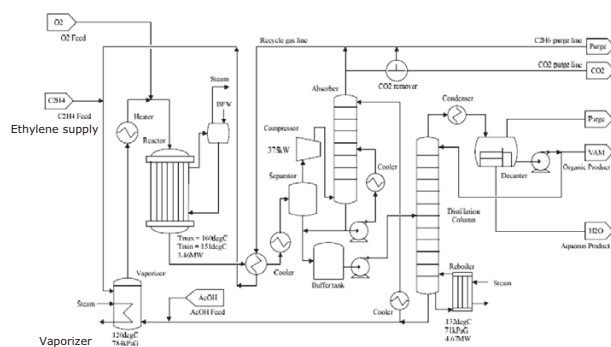 O2
O2 Feed
Recycle gas line
C2H6 purge line
Purge
CO2 purge line
CO2
CO2 remover
C2H4
C2H4 Feed
Ethylene supply
Steam
BFW
Heater
Reactor
Absorber
Compressor
375kW
Condenser
Purge
VAM
Organic Product
Decanter
Cooler
Separator
Distillation
Column
H2O
Aqueous Product
Tmax = 160degC
Tmin = 151degC
3.46MW
Cooler
Buffer tank
Reboiler
Steam
Vaporizer
Steam
AcOH
AcOH Feed
Cooler
120degC
784kPaG
132degC
71kPaG
4.67MW
Vaporizer